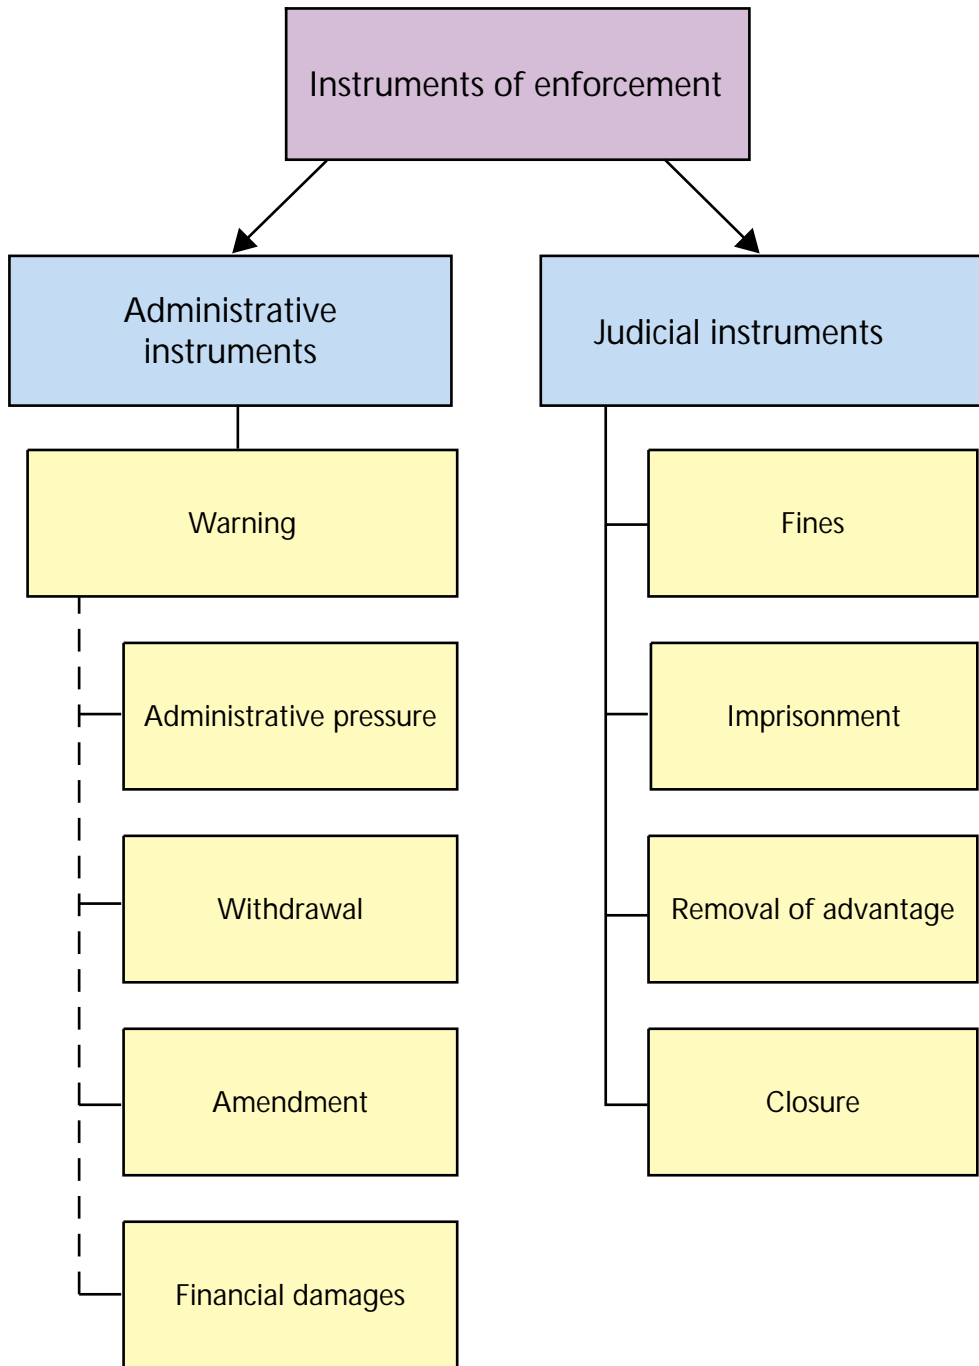 Instruments of enforcement
Administrative
instruments
Judicial instruments
Warning
Fines
Administrative pressure
Imprisonment
Withdrawal
Removal of advantage
Amendment
Closure
Financial damages